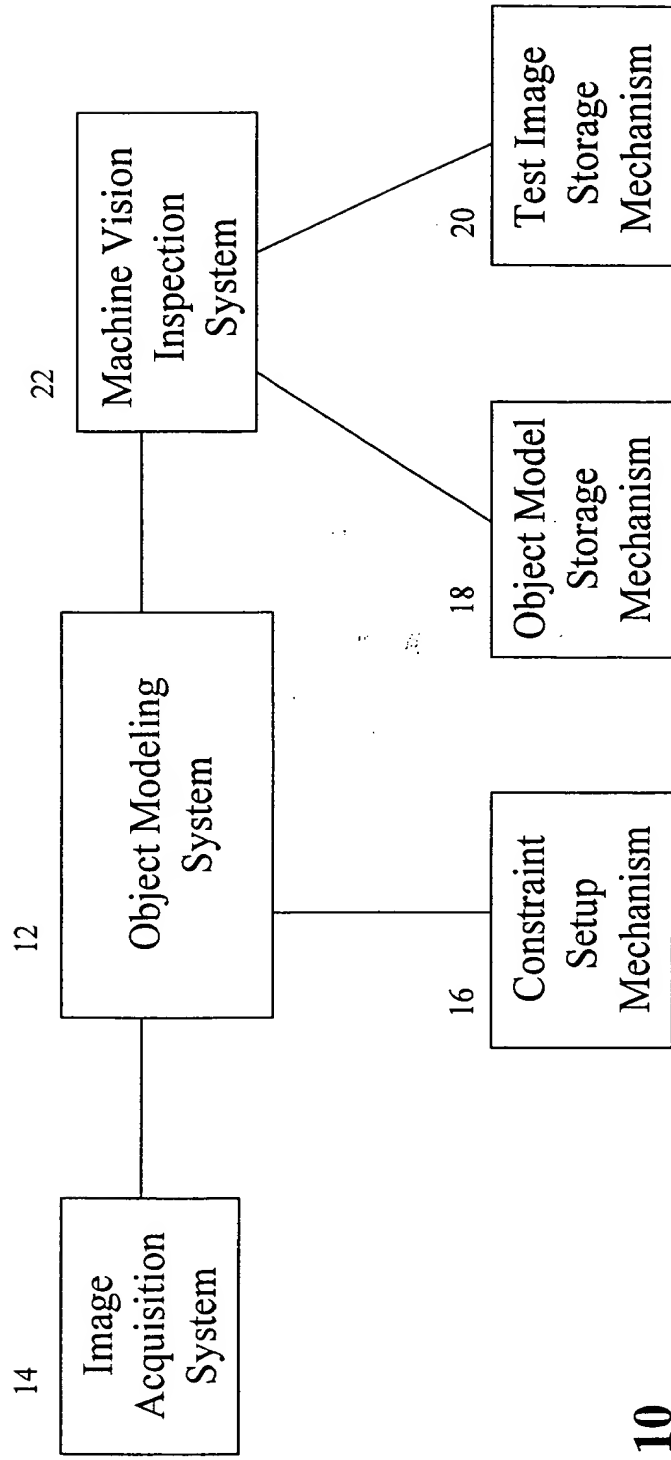 14
Image
Acquisition
System
12
Object Modeling
System
22
Machine Vision
Inspection
System
16
Constraint
Setup
Mechanism
18
Object Model
Storage
Mechanism
20
Test Image
Storage
Mechanism
10